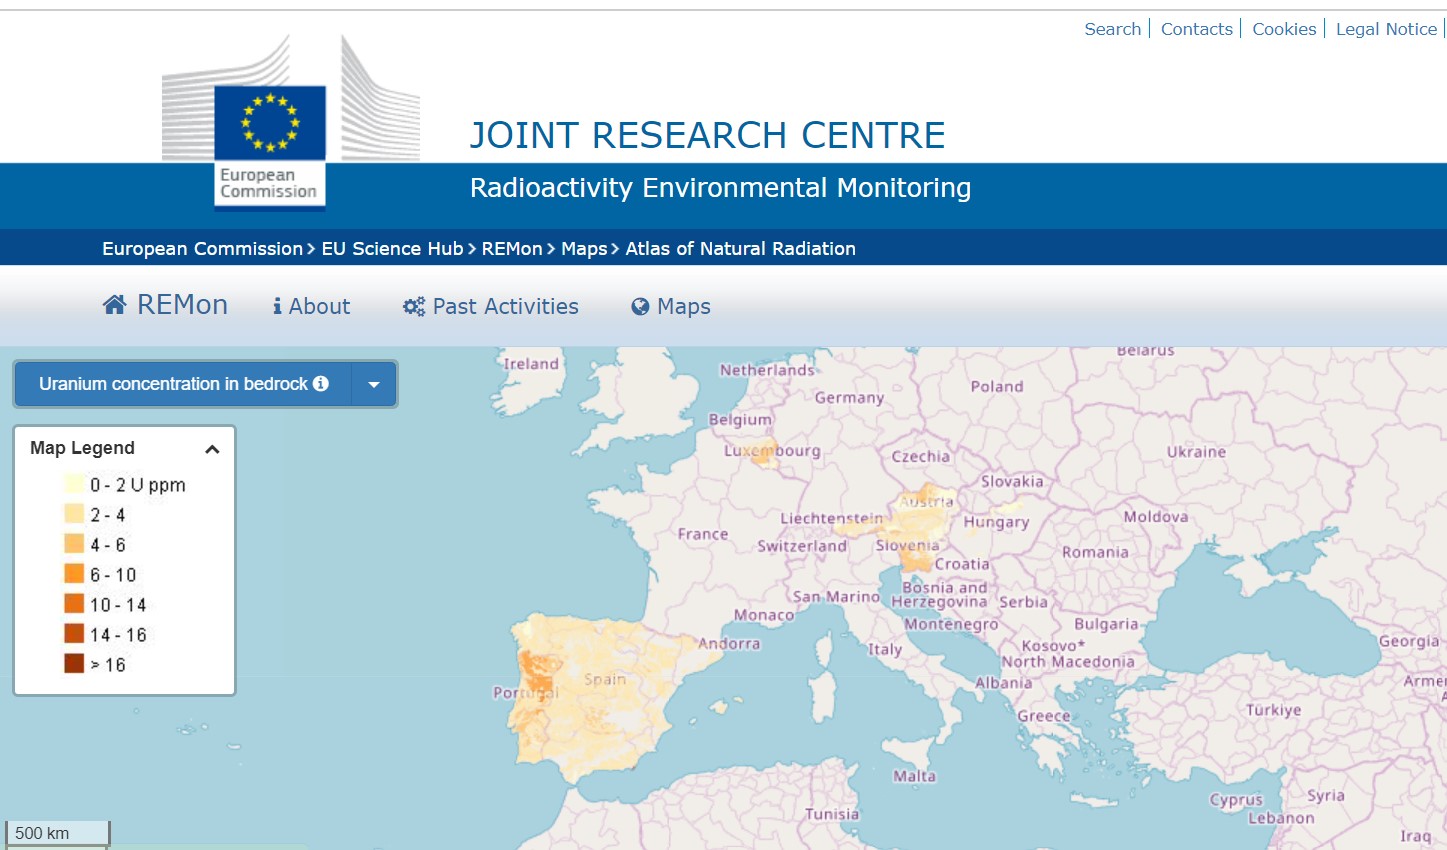 Search
Contacts
Cookies
Legal Notice
JOINT RESEARCH CENTRE
European
Commission
Radioactivity Environmental Monitoring
European Commission > EU Science Hub > REMon > Maps > Atlas of Natural Radiation
REMon
About
Past Activities
Maps
Uranium concentration in bedrock
Map Legend
0 - 2 U ppm
2 - 4
4 - 6
6 - 10
10 - 14
14 - 16
> 16
Belarus
Ireland
Netherlands
Poland
Germany
Belgium
Luxembourg
Czechia
Ukraine
Slovakia
Austria
Liechtenstein
Hungary
Moldova
France
Switzerland
Slovenia
Romania
Croatia
Bosnia and
Herzegovina
San Marino
Serbia
Monaco
Montenegro
Bulgaria
Andorra
Italy
Kosovo*
Georgia
North Macedonia
Spain
Albania
Armen
Portugal
Greece
Türkiye
Malta
Syria
Cyprus
Tunisia
Lebanon
500 km
Iraq